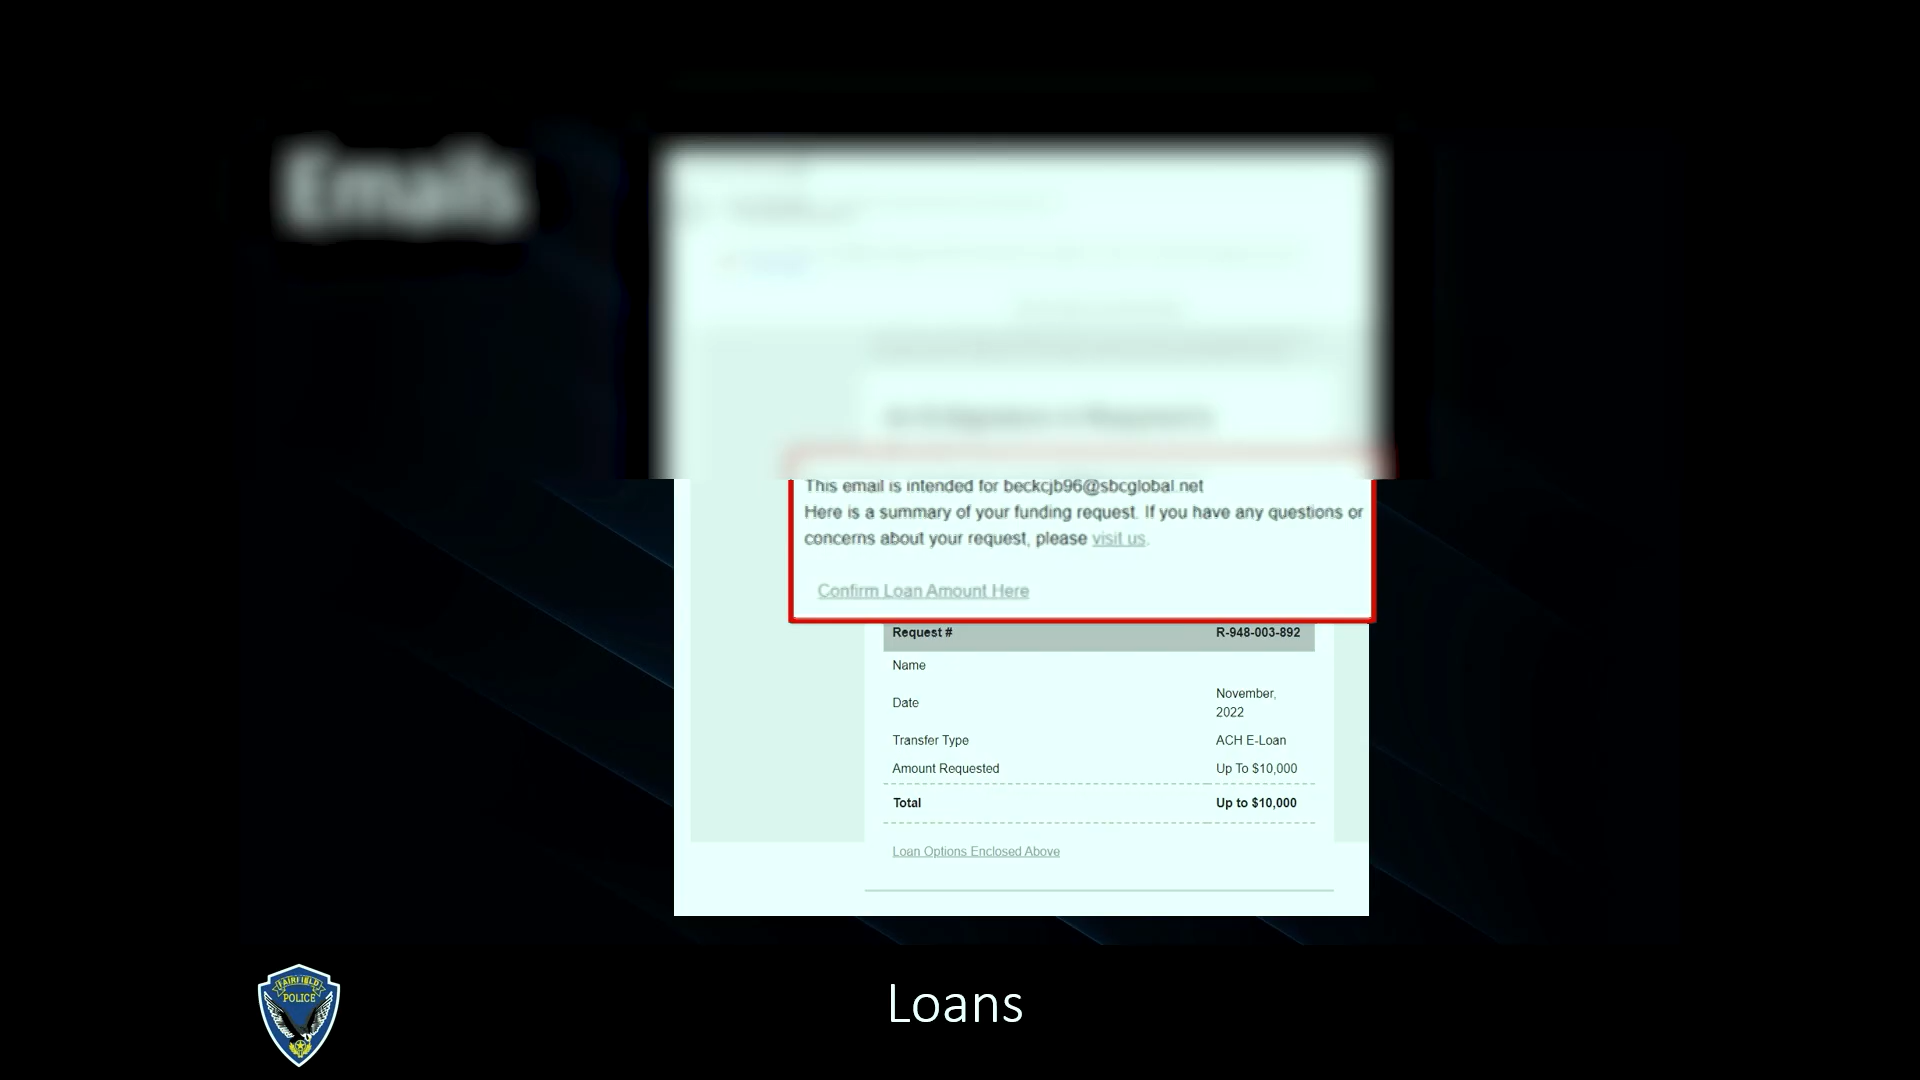 Emails
This email is intended for beckcjb96@sbcglobal.net
Here is a summary of your funding request. If you have any questions or
concerns about your request, please visit us.
Confirm Loan Amount Here
Request # R-948-003-892
Name
Date November, 2022
Transfer Type ACH E-Loan
Amount Requested Up To $10,000
Total Up to $10,000
Loan Options Enclosed Above
FAIRFIELD
POLICE
Loans